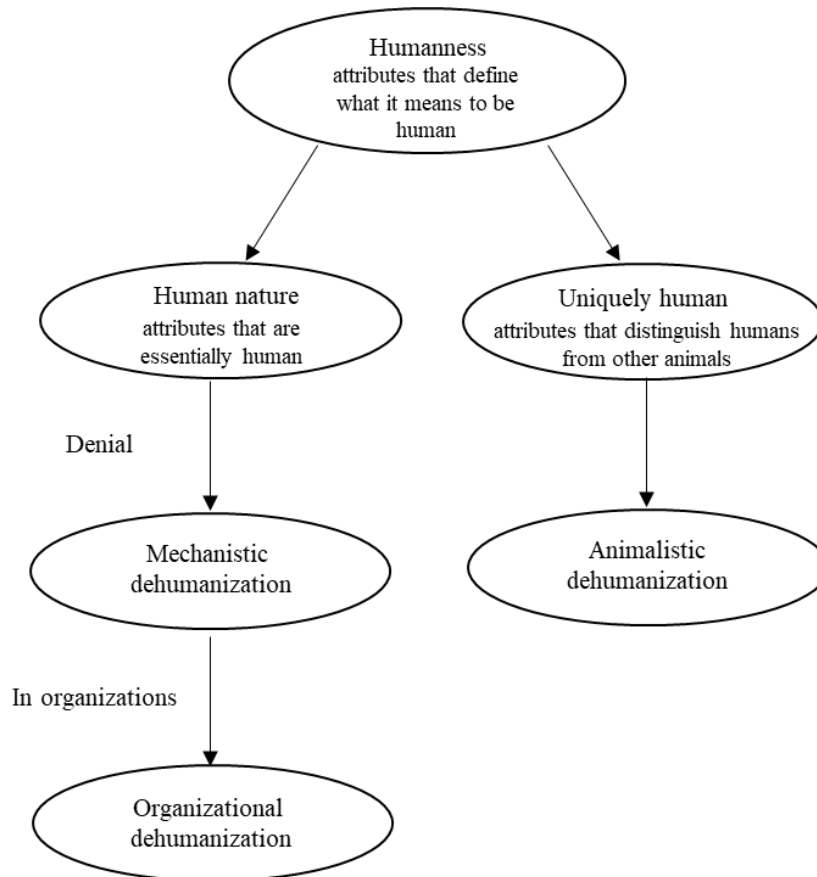 Humanness
attributes that define
what it means to be
human
Human nature
attributes that are
essentially human
Uniquely human
attributes that distinguish humans
from other animals
Denial
Mechanistic
dehumanization
Animalistic
dehumanization
In organizations
Organizational
dehumanization